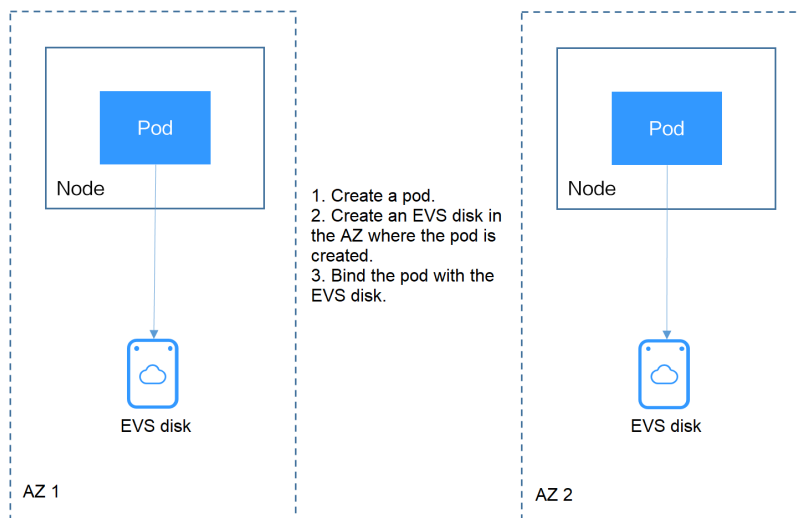 Pod
Node
EVS disk
AZ 1
1. Create a pod.
2. Create an EVS disk in
the AZ where the pod is
created.
3. Bind the pod with the
EVS disk.
Pod
Node
EVS disk
AZ 2